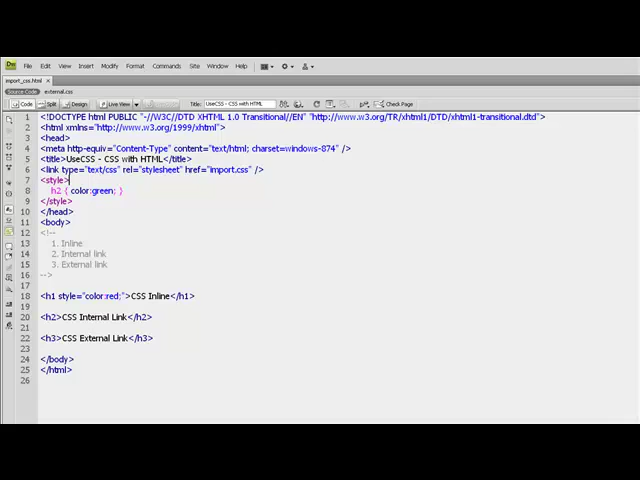 Dw File Edit View Insert Modify Format Commands Site Window Help
import_css.html ×
Source Code external.css
Code Split Design Live View Title: UseCSS - CSS with HTML Check Page
1 <!DOCTYPE html PUBLIC "-//W3C//DTD XHTML 1.0 Transitional//EN" "http://www.w3.org/TR/xhtml1/DTD/xhtml1-transitional.dtd">
2 <html xmlns="http://www.w3.org/1999/xhtml">
3 <head>
4 <meta http-equiv="Content-Type" content="text/html; charset=windows-874" />
5 <title>UseCSS - CSS with HTML</title>
6 <link type="text/css" rel="stylesheet" href="import.css" />
7 <style>
8 h2 { color:green; }
9 </style>
10 </head>
11 <body>
12 <!--
13 1. Inline
14 2. Internal link
15 3. External link
16 -->
17
18 <h1 style="color:red;">CSS Inline</h1>
19
20 <h2>CSS Internal Link</h2>
21
22 <h3>CSS External Link</h3>
23
24 </body>
25 </html>
26